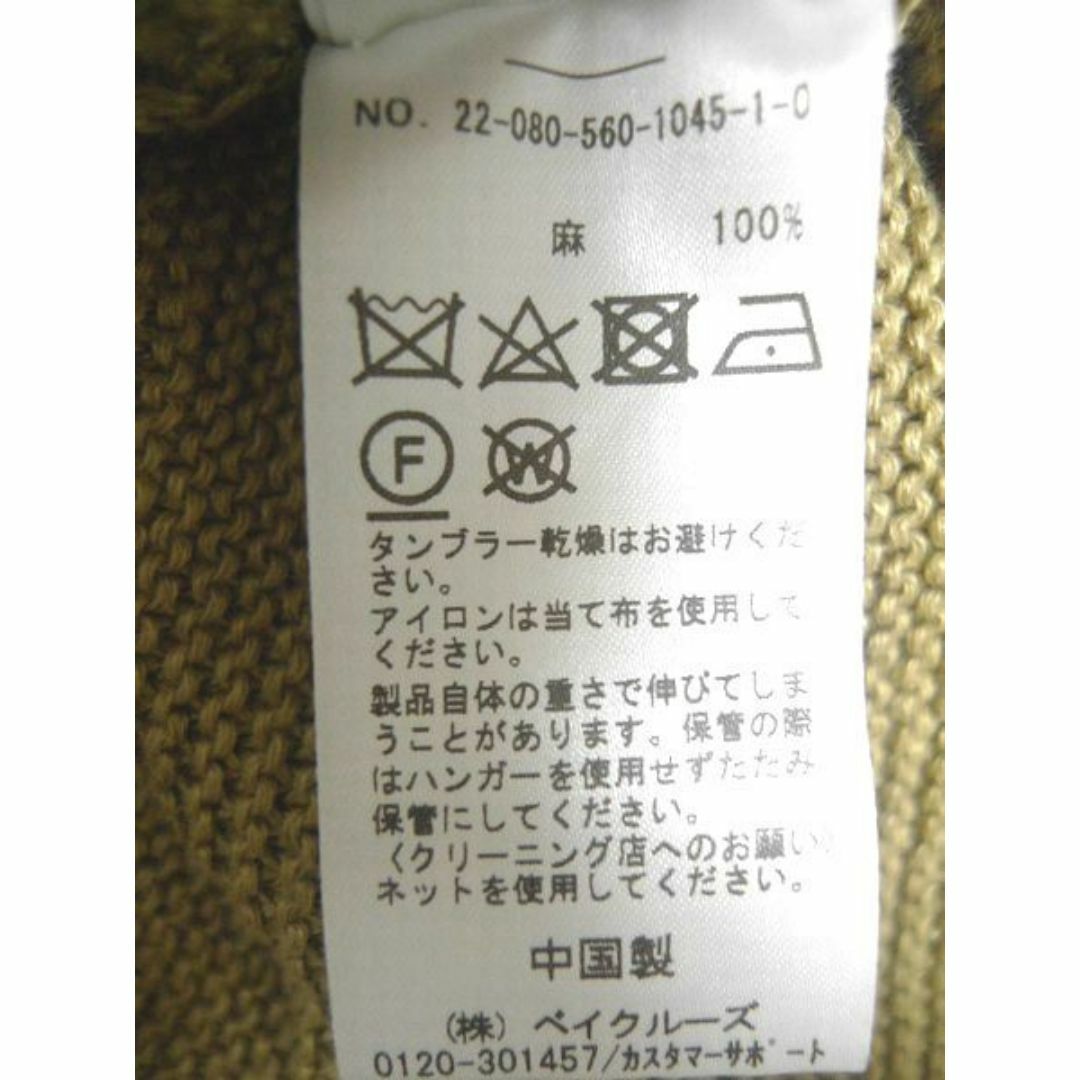 NO. 22-080-560-1045-1-0
麻 100%
F
W
タンブラー乾燥はお避けくだ
さい。
アイロンは当て布を使用して
ください。
製品自体の重さで伸びてしま
うことがあります。保管の際
はハンガーを使用せずたたみ
保管にしてください。
〈クリーニング店へのお願い〉
ネットを使用してください。
中国製
(株) ベイクルーズ
0120-301457/カスタマーサポート